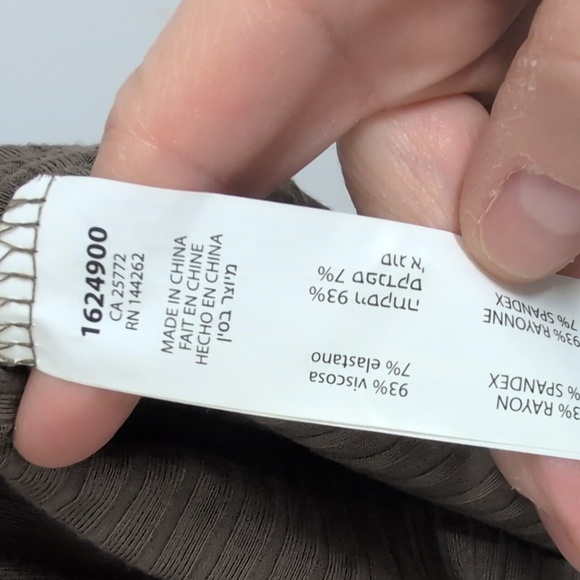 1624900
CA 25772
RN 144262
MADE IN CHINA
FAIT EN CHINE
HECHO EN CHINA
מיוצר בסין
3% RAYON
% SPANDEX
93% RAYONNE
7% SPANDEX
93% viscosa
7% elastano
93% ויסקוזה
7% ספנדקס
סוג א'